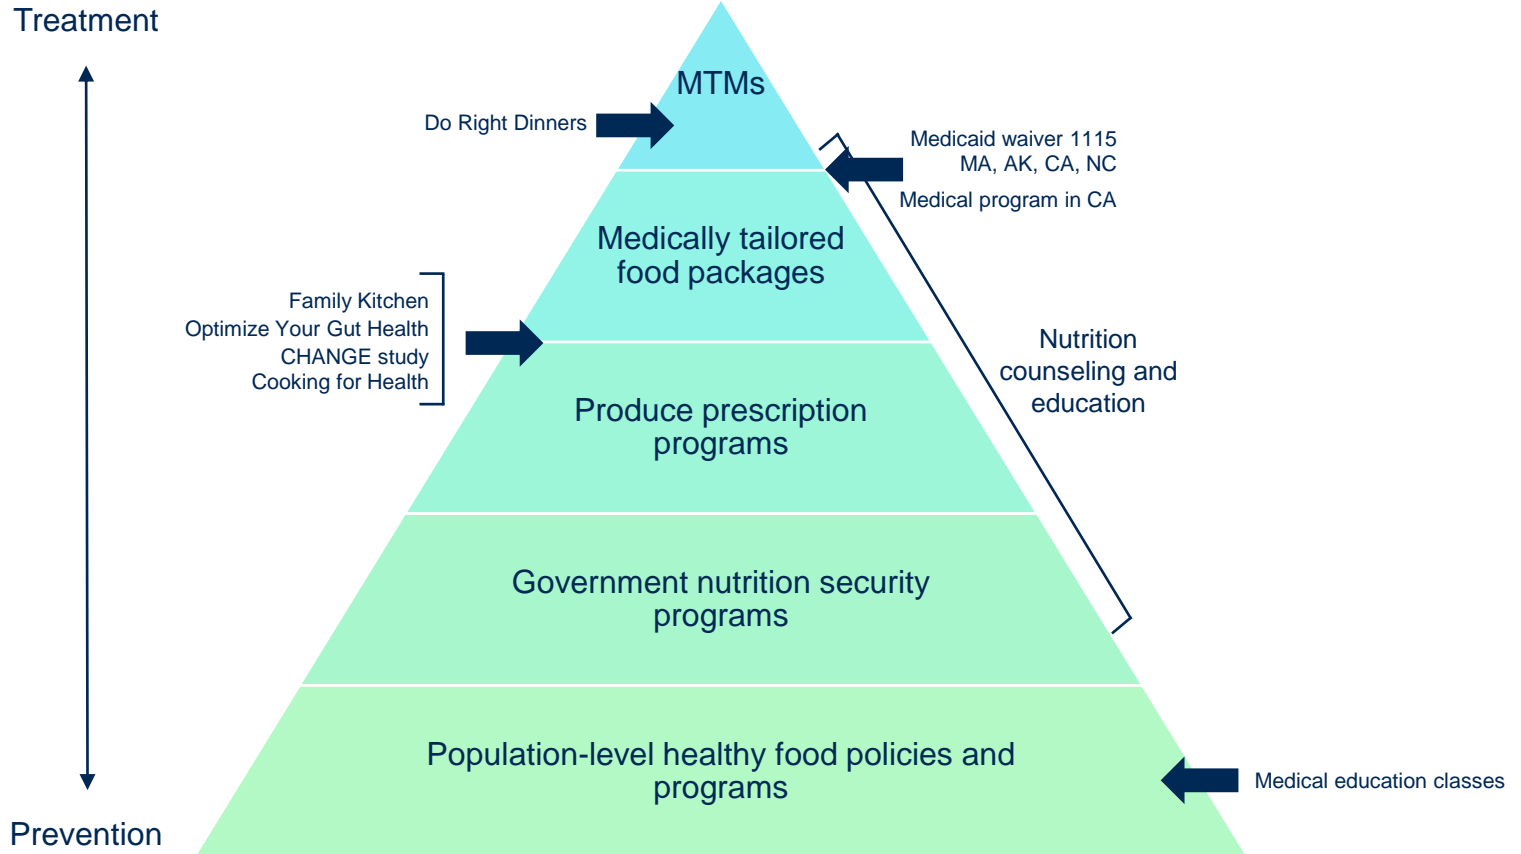 Treatment
MTMs
Do Right Dinners
Medicaid waiver 1115
MA, AK, CA, NC
Medical program in CA
Medically tailored
food packages
Family Kitchen
Optimize Your Gut Health
CHANGE study
Cooking for Health
Nutrition
counseling and
education
Produce prescription
programs
Government nutrition security
programs
Population-level healthy food policies and
programs
Medical education classes
Prevention